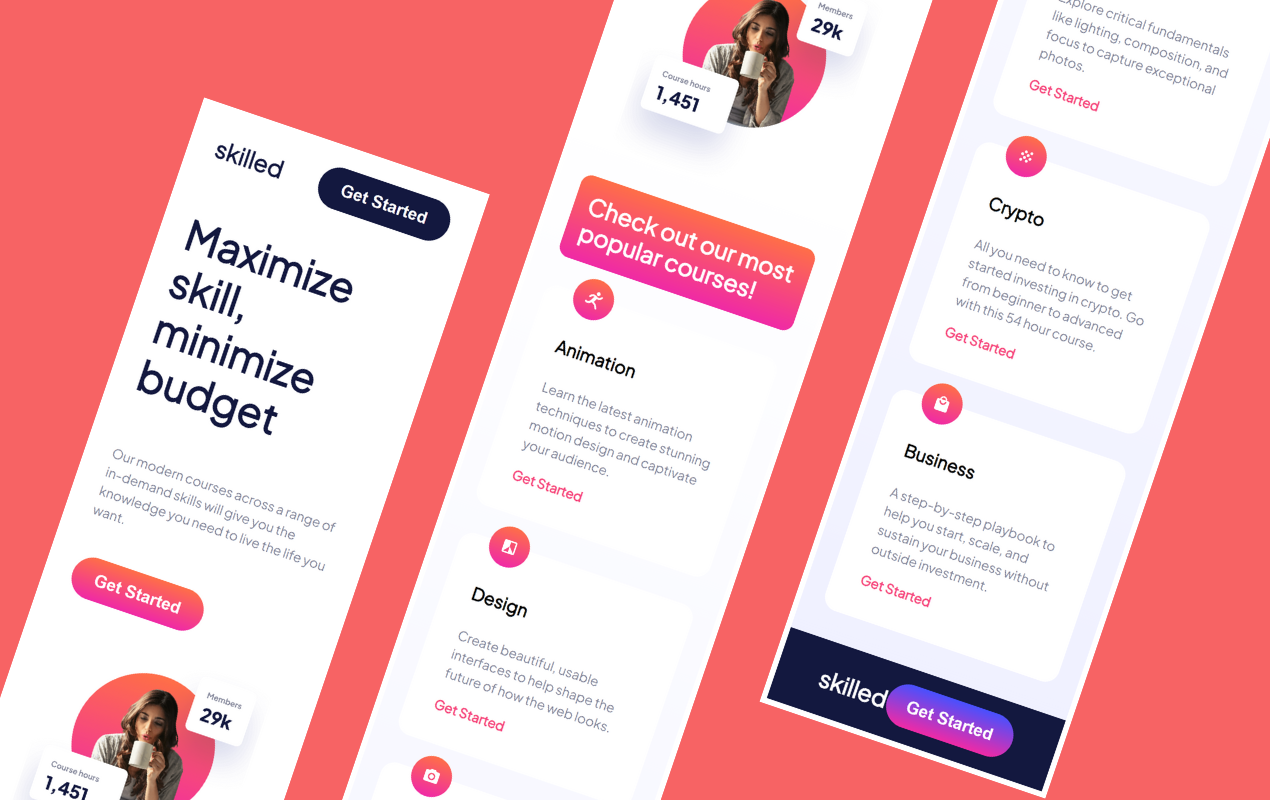 skilled
Get Started
Maximize
skill,
minimize
budget
Our modern courses across a range of
in-demand skills will give you the
knowledge you need to live the life you
want.
Get Started
Members
29k
Course hours
1,451
Members
29k
Course hours
1,451
Check out our most
popular courses!
Animation
Learn the latest animation
techniques to create stunning
motion design and captivate
your audience.
Get Started
Design
Create beautiful, usable
interfaces to help shape the
future of how the web looks.
Get Started
Explore critical fundamentals
like lighting, composition, and
focus to capture exceptional
photos.
Get Started
Crypto
All you need to know to get
started investing in crypto. Go
from beginner to advanced
with this 54 hour course.
Get Started
Business
A step-by-step playbook to
help you start, scale, and
sustain your business without
outside investment.
Get Started
skilled
Get Started